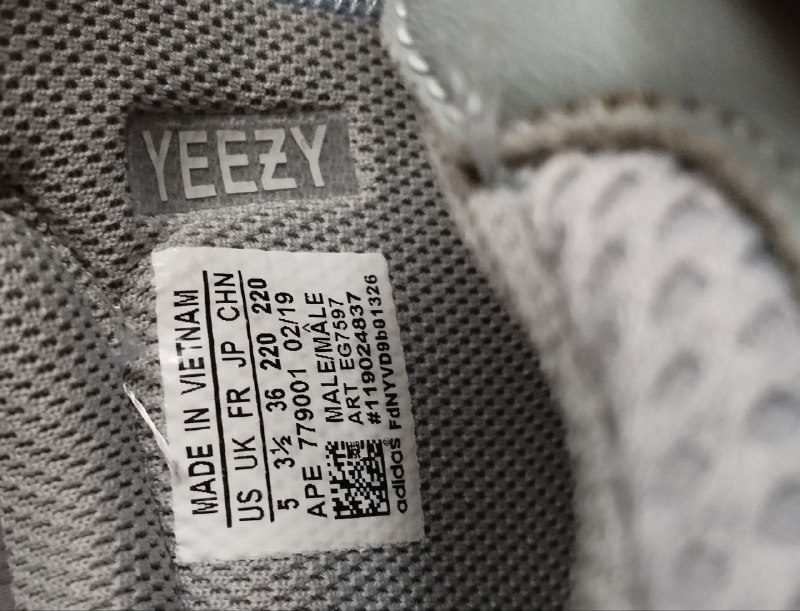 YEEZY
MADE IN VIETNAM
US UK FR JP CHN
5 3½ 36 220 220
APE 779001 02/19
MALE/MÂLE
ART EG7597
#119024837
adidas® FdNYVD9b01326